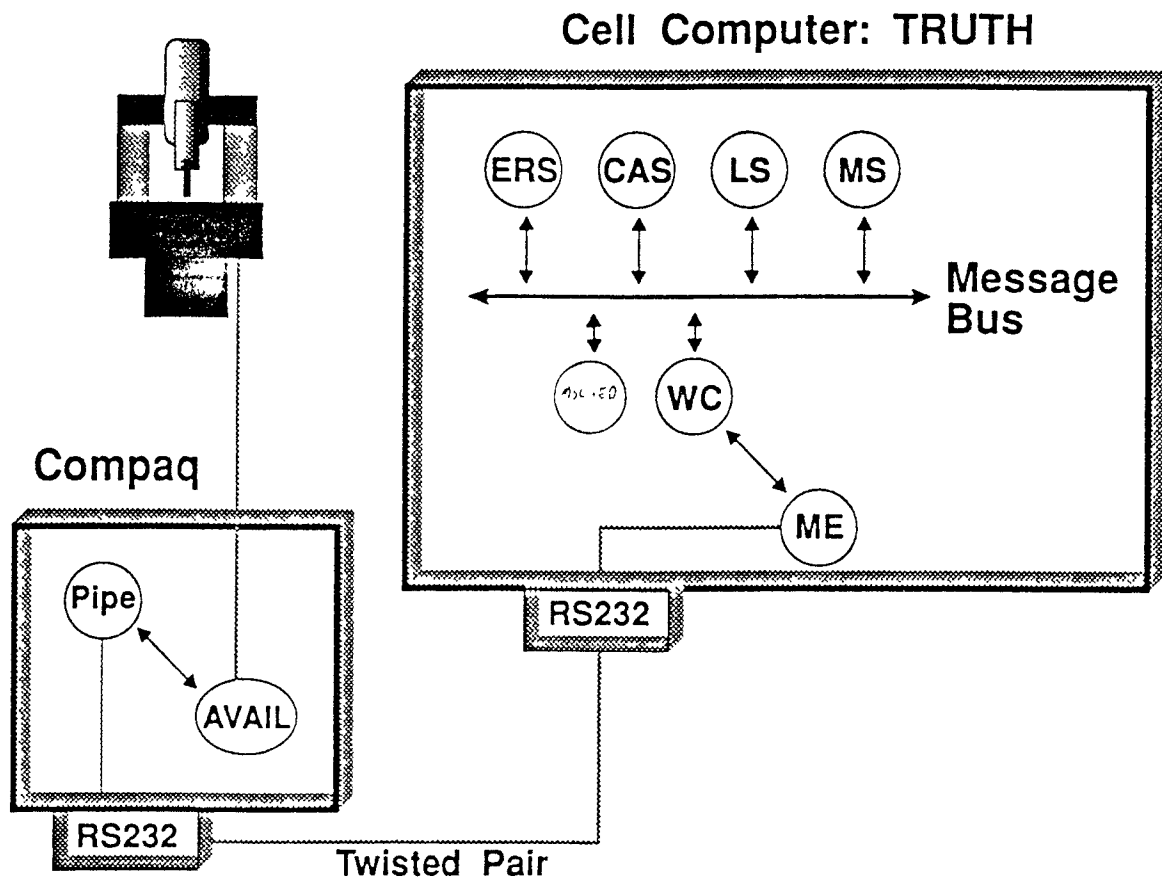 Cell Computer: TRUTH
ERS
CAS
LS
MS
Message
Bus
WC
Compaq
ME
Pipe
RS232
AVAIL
RS232
Twisted Pair